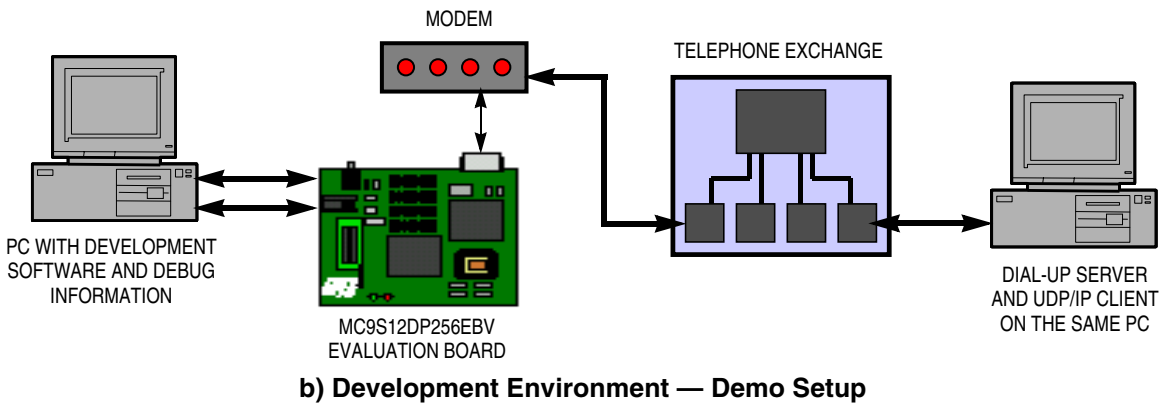 MODEM
TELEPHONE EXCHANGE
PC WITH DEVELOPMENT
SOFTWARE AND DEBUG
INFORMATION
MC9S12DP256EBV
EVALUATION BOARD
DIAL-UP SERVER
AND UDP/IP CLIENT
ON THE SAME PC
b) Development Environment — Demo Setup